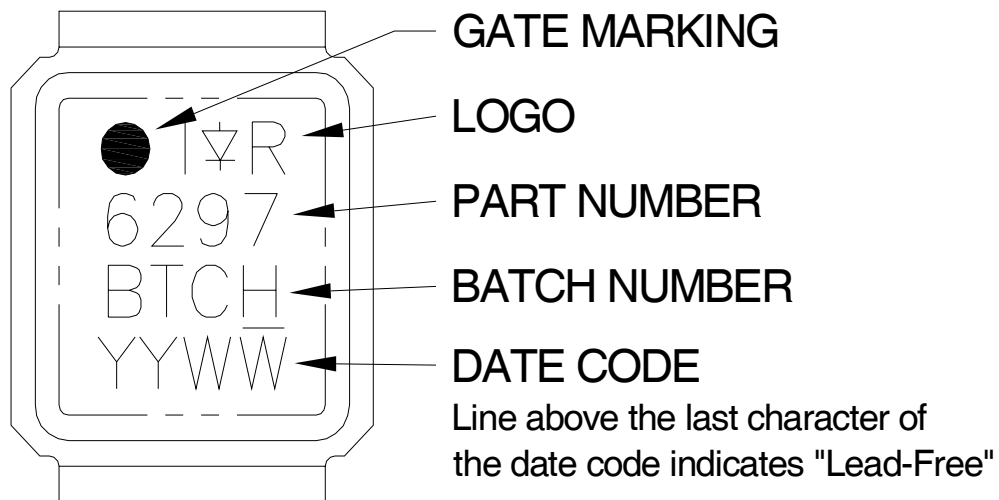 GATE MARKING
I R
LOGO
6297
PART NUMBER
BTCH
BATCH NUMBER
YYWW
DATE CODE
Line above the last character of
the date code indicates "Lead-Free"